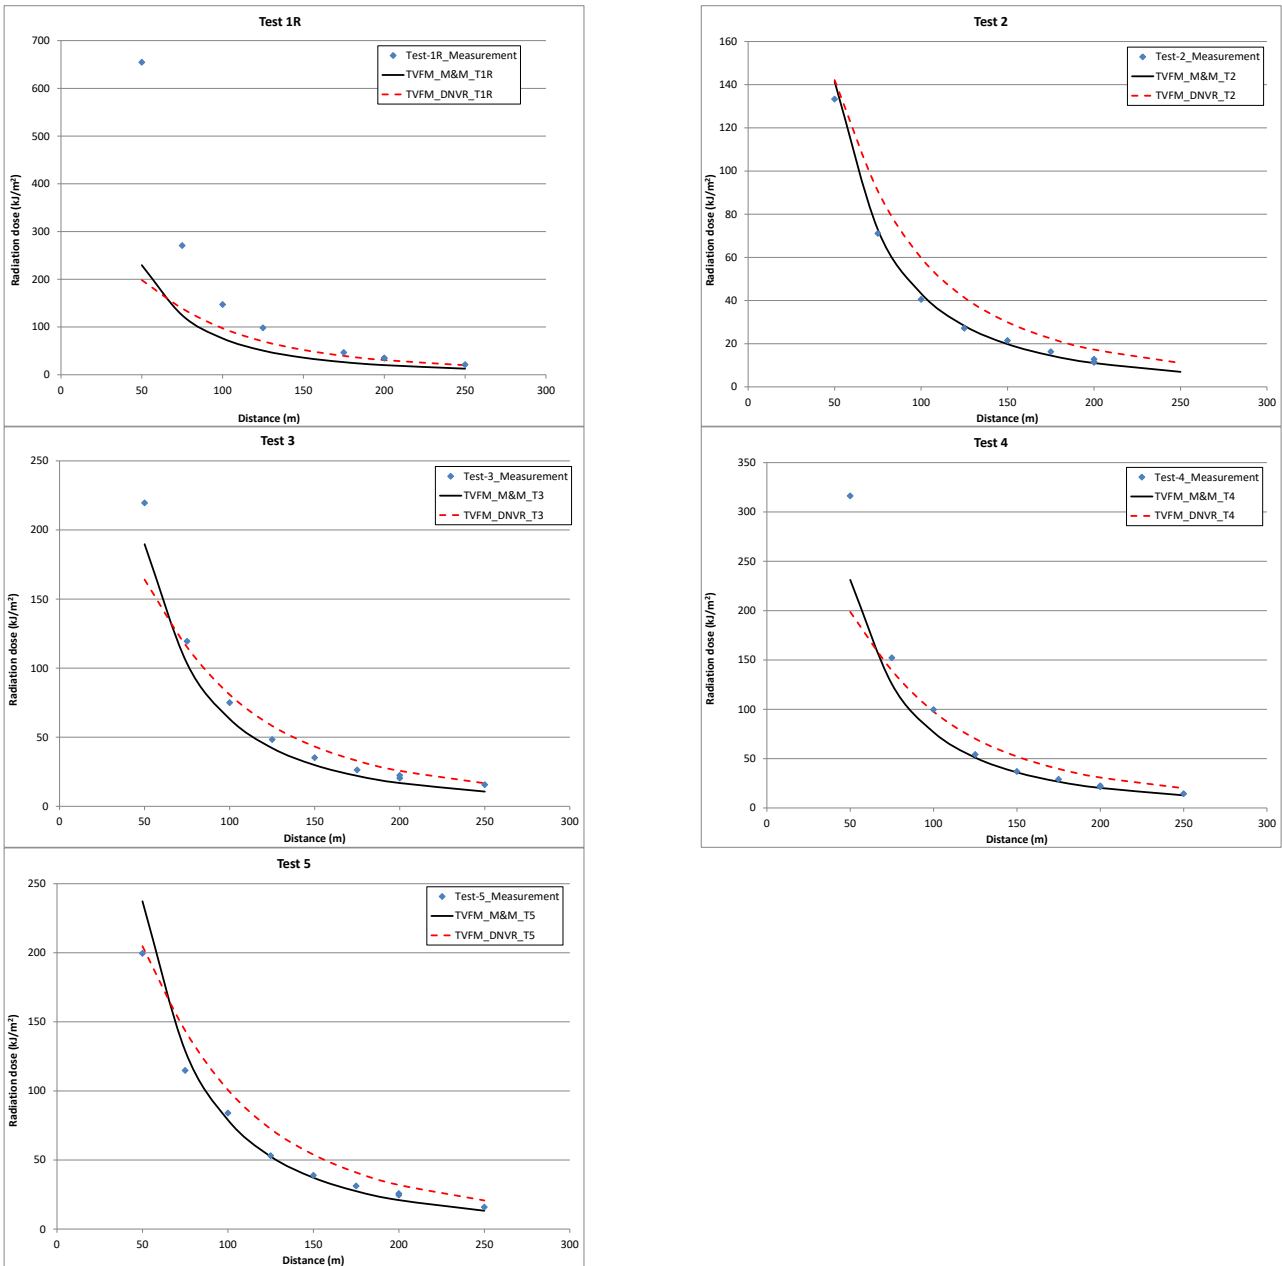 Test 1R
700
600
500
400
300
200
100
0
0 50 100 150 200 250 300
Radiation dose (kJ/m²)
Distance (m)
Test-1R_Measurement
TVFM_M&M_T1R
TVFM_DNVR_T1R
Test 2
160
140
120
100
80
60
40
20
0
0 50 100 150 200 250 300
Radiation dose (kJ/m²)
Distance (m)
Test-2_Measurement
TVFM_M&M_T2
TVFM_DNVR_T2
Test 3
250
200
150
100
50
0
0 50 100 150 200 250 300
Radiation dose (kJ/m²)
Distance (m)
Test-3_Measurement
TVFM_M&M_T3
TVFM_DNVR_T3
Test 4
350
300
250
200
150
100
50
0
0 50 100 150 200 250 300
Radiation dose (kJ/m²)
Distance (m)
Test-4_Measurement
TVFM_M&M_T4
TVFM_DNVR_T4
Test 5
250
200
150
100
50
0
0 50 100 150 200 250 300
Radiation dose (kJ/m²)
Distance (m)
Test-5_Measurement
TVFM_M&M_T5
TVFM_DNVR_T5